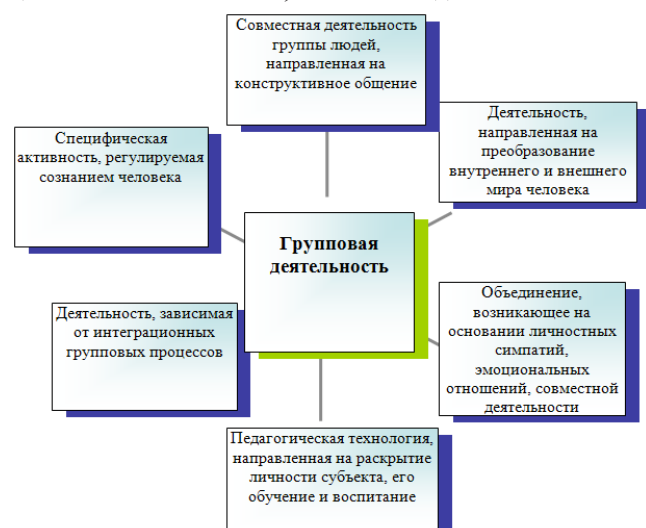 Совместная деятельность
группы людей,
направленная на
конструктивное общение
Деятельность,
направленная на
преобразование
внутреннего и внешнего
мира человека
Специфическая
активность, регулируемая
сознанием человека
Групповая
деятельность
Объединение,
возникающее на
основании личностных
симпатий,
эмоциональных
отношений, совместной
деятельности
Деятельность, зависимая
от интеграционных
групповых процессов
Педагогическая технология,
направленная на раскрытие
личности субъекта, его
обучение и воспитание